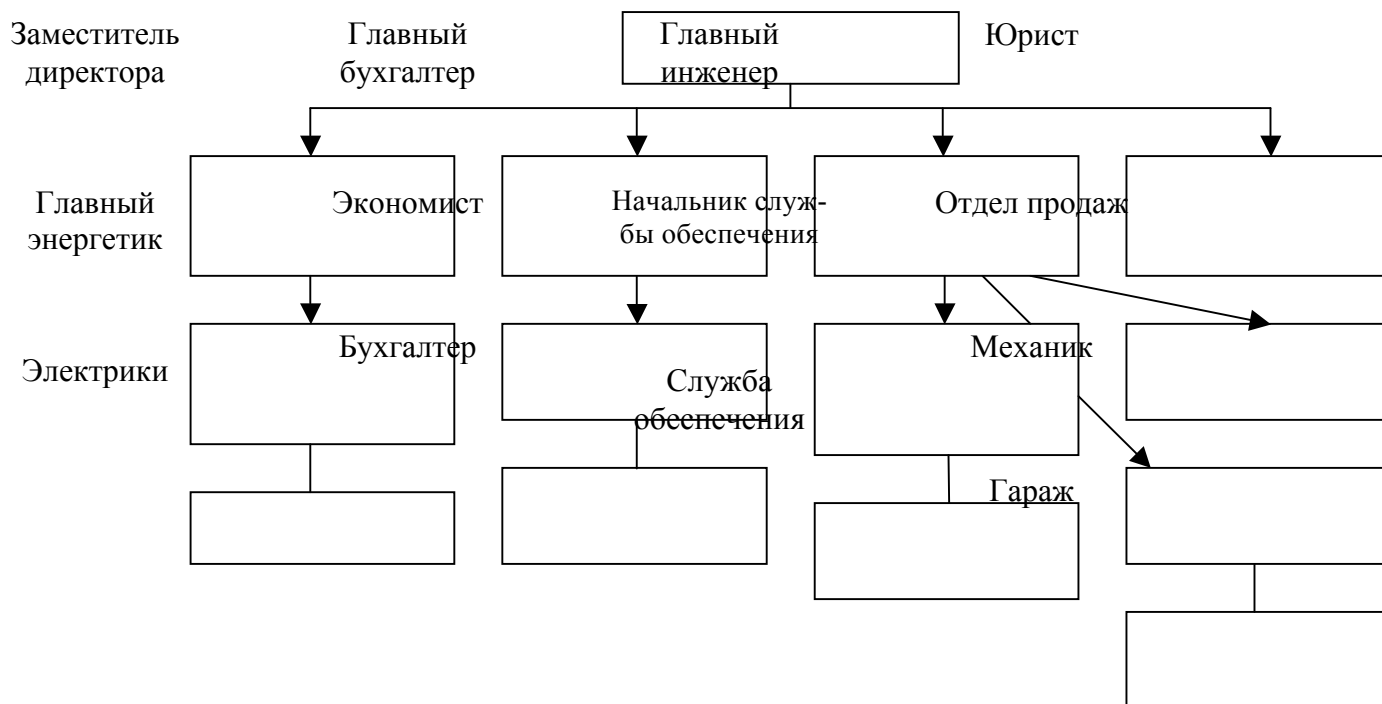 Заместитель
директора
Главный
бухгалтер
Главный
инженер
Юрист
Главный
энергетик
Экономист
Начальник служ-
бы обеспечения
Отдел продаж
Электрики
Бухгалтер
Служба
обеспечения
Механик
Гараж